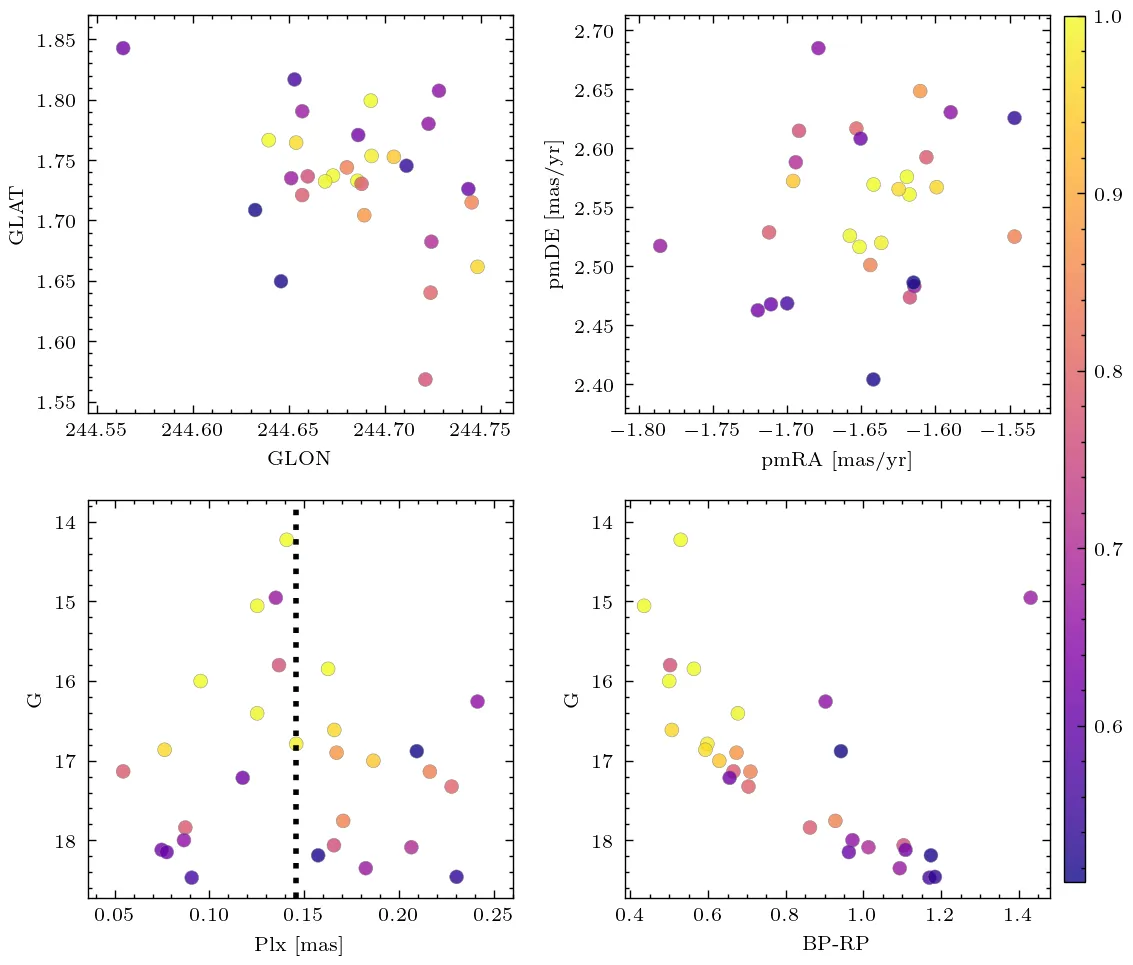 1.85
1.80
1.75
1.70
1.65
1.60
1.55
GLAT
244.55 244.60 244.65 244.70 244.75
GLON
2.70
2.65
2.60
2.55
2.50
2.45
2.40
pmDE [mas/yr]
−1.80 −1.75 −1.70 −1.65 −1.60 −1.55
pmRA [mas/yr]
14
15
16
17
18
G
0.05 0.10 0.15 0.20 0.25
Plx [mas]
14
15
16
17
18
G
0.4 0.6 0.8 1.0 1.2 1.4
BP-RP
1.0
0.9
0.8
0.7
0.6